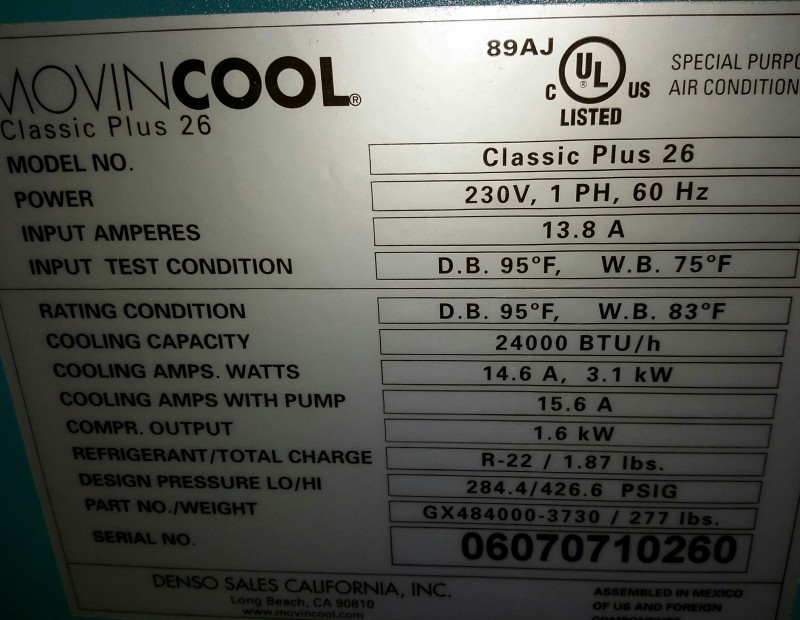 MOVINCOOL®
Classic Plus 26
89AJ
C UL® US
LISTED
SPECIAL
AIR
MODEL NO. Classic Plus 26
POWER 230V, 1 PH, 60 Hz
INPUT AMPERES 13.8 A
INPUT TEST CONDITION D.B. 95°F, W.B. 75°F
RATING CONDITION D.B. 95°F, W.B. 83°F
COOLING CAPACITY 24000 BTU/h
COOLING AMPS. WATTS 14.6 A, 3.1 kW
COOLING AMPS WITH PUMP 15.6 A
COMPR. OUTPUT 1.6 kW
REFRIGERANT/TOTAL CHARGE R-22 / 1.87 lbs.
DESIGN PRESSURE LO/HI 284.4/426.6 PSIG
PART NO./WEIGHT GX484000-3730 / 277 lbs.
SERIAL NO. 06070710260
DENSO SALES CALIFORNIA, INC.
Long Beach, CA 90810
www.movincool.com
ASSEMBLED IN MEXICO
OF US AND FOREIGN